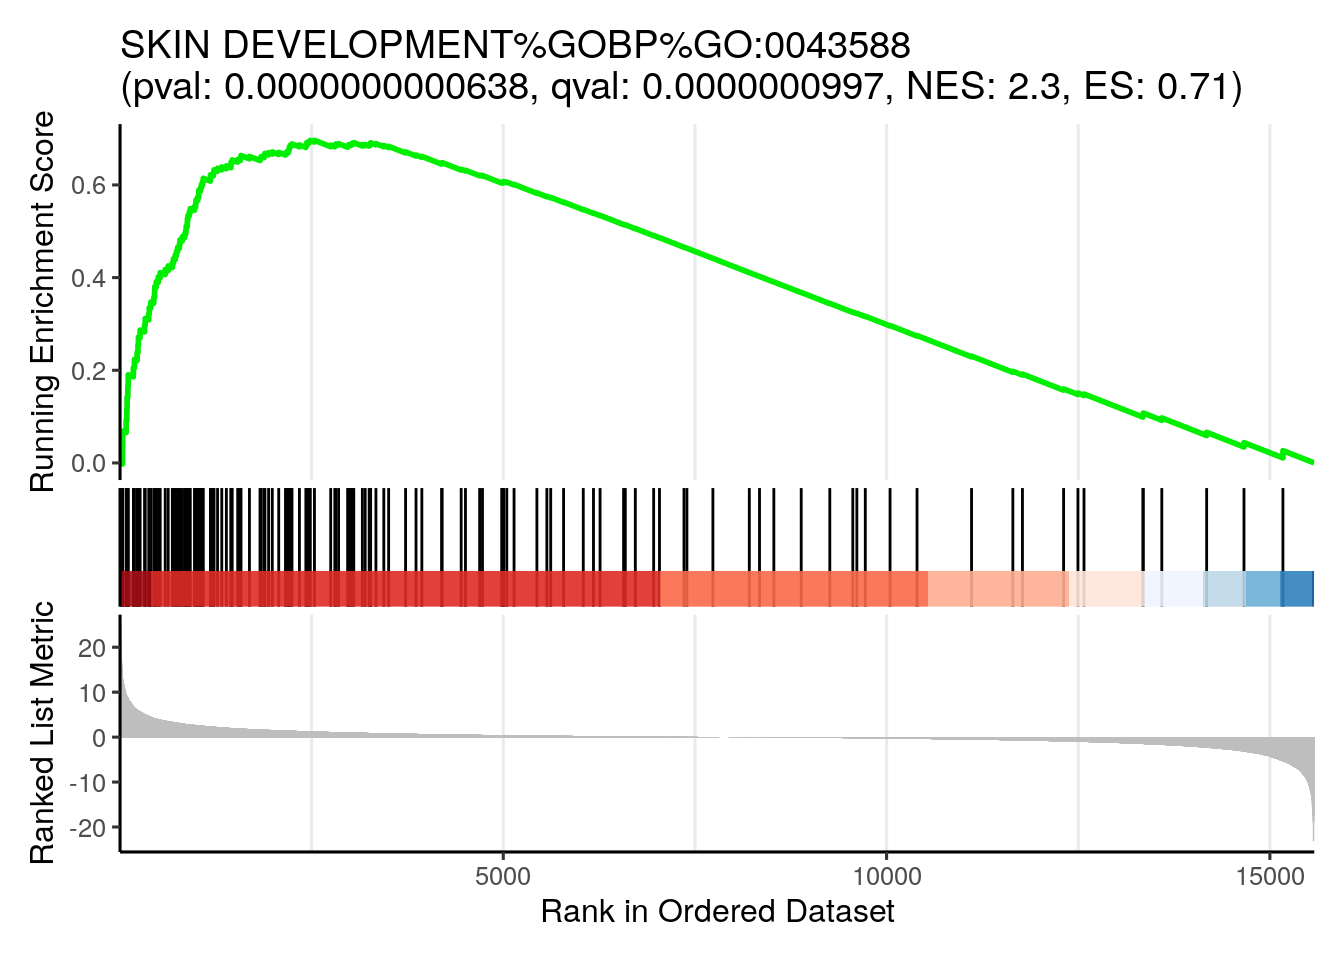 SKIN DEVELOPMENT%GOBP%GO:0043588
(pval: 0.0000000000638, qval: 0.0000000997, NES: 2.3, ES: 0.71)
Running Enrichment Score
0.6
0.4
0.2
0.0
Ranked List Metric
20
10
0
-10
-20
5000
10000
15000
Rank in Ordered Dataset